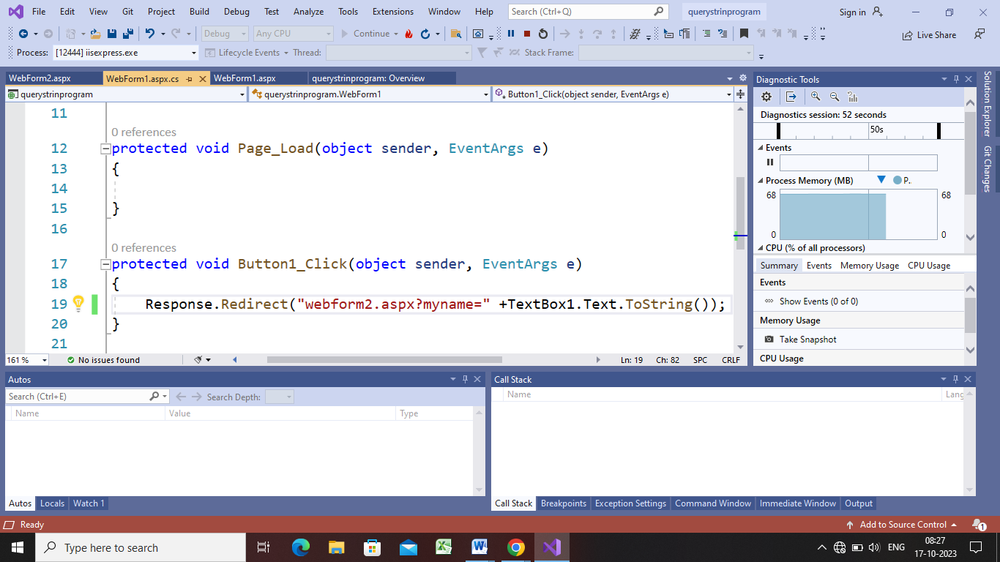 File Edit View Git Project Build Debug Test Analyze Tools Extensions Window Help Search (Ctrl+Q) querystrinprogram Sign in
Debug Any CPU Continue Live Share
Process: [12444] iisexpress.exe Lifecycle Events Thread: Stack Frame:
WebForm2.aspx WebForm1.aspx.cs WebForm1.aspx querystrinprogram: Overview
querystrinprogram querystrinprogram.WebForm1 Button1_Click(object sender, EventArgs e)
11
0 references
12 protected void Page_Load(object sender, EventArgs e)
13 {
14
15 }
16
0 references
17 protected void Button1_Click(object sender, EventArgs e)
18 {
19 Response.Redirect("webform2.aspx?myname=" +TextBox1.Text.ToString());
20 }
21
161 % No issues found Ln: 19 Ch: 82 SPC CRLF
Diagnostic Tools
Diagnostics session: 52 seconds
50s
Events
Process Memory (MB) P..
68 68
0 0
CPU (% of all processors)
Summary Events Memory Usage CPU Usage
Events
Show Events (0 of 0)
Memory Usage
Take Snapshot
CPU Usage
Solution Explorer
Git Changes
Autos
Search (Ctrl+E) Search Depth:
Name Value Type
Autos Locals Watch 1
Call Stack
Name Lang
Call Stack Breakpoints Exception Settings Command Window Immediate Window Output
Ready Add to Source Control 1
Type here to search ENG 08:27
17-10-2023